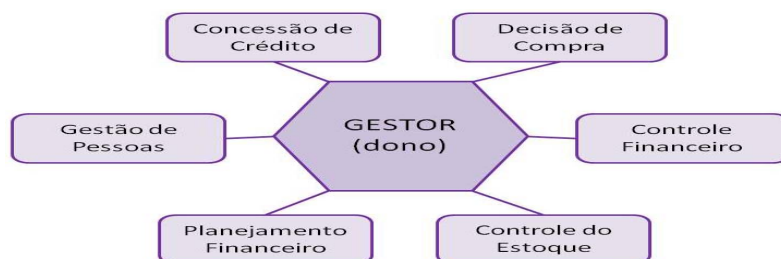 Concessão de
Crédito
Decisão de
Compra
Gestão de
Pessoas
GESTOR
(dono)
Controle
Financeiro
Planejamento
Financeiro
Controle do
Estoque